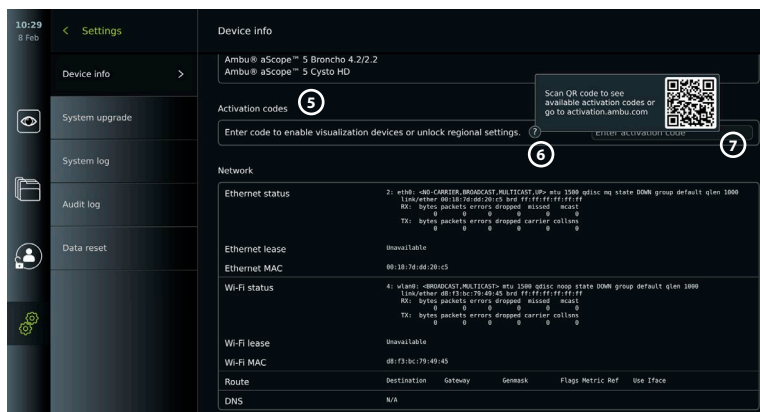 10:29
8 Feb
Settings
Device info
Device info
System upgrade
System log
Audit log
Data reset
Ambu® aScope™ 5 Broncho 4.2/2.2
Ambu® aScope™ 5 Cysto HD
Activation codes
5
Scan QR code to see
available activation codes or
go to activation.ambu.com
Enter code to enable visualization devices or unlock regional settings.
?
Enter activation code
6
7
Network
Ethernet status
2: eth0: <NO-CARRIER,BROADCAST,MULTICAST,UP> mtu 1500 qdisc mq state DOWN group default qlen 1000
link/ether 00:18:7d:dd:20:c5 brd ff:ff:ff:ff:ff:ff
RX: bytes packets errors dropped missed mcast
0 0 0 0 0 0
TX: bytes packets errors dropped carrier collsns
0 0 0 0 0 0
Ethernet lease
Unavailable
Ethernet MAC
00:18:7d:dd:20:c5
Wi-Fi status
4: wlan0: <BROADCAST,MULTICAST> mtu 1500 qdisc noop state DOWN group default qlen 1000
link/ether d8:f3:bc:79:49:45 brd ff:ff:ff:ff:ff:ff
RX: bytes packets errors dropped missed mcast
0 0 0 0 0 0
TX: bytes packets errors dropped carrier collsns
0 0 0 0 0 0
Wi-Fi lease
Unavailable
Wi-Fi MAC
d8:f3:bc:79:49:45
Route
Destination Gateway Genmask Flags Metric Ref Use Iface
DNS
N/A